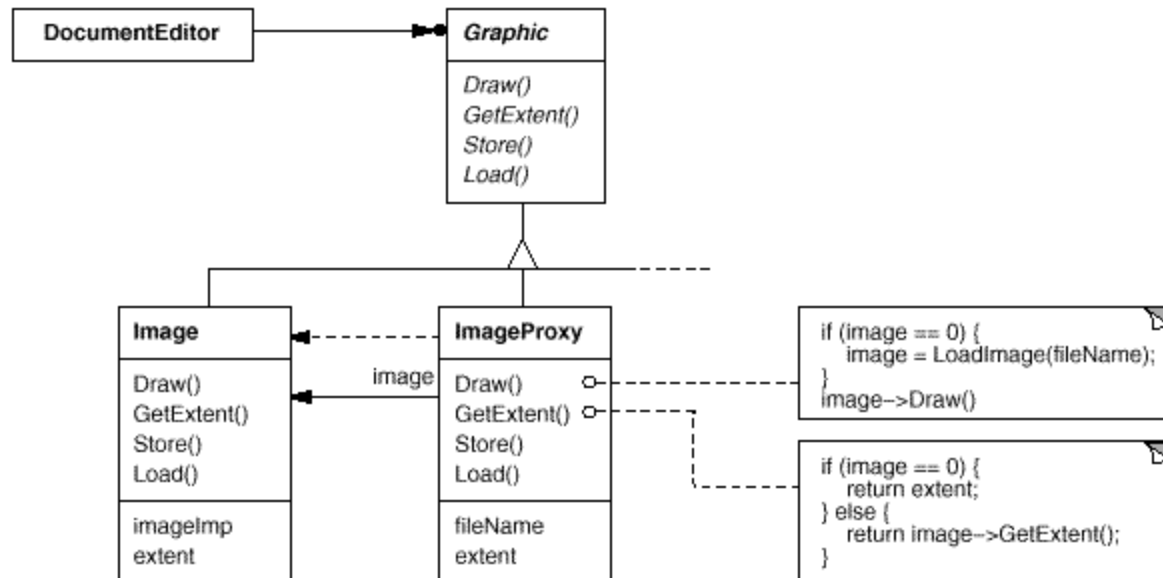 DocumentEditor
Graphic
Draw()
GetExtent()
Store()
Load()
Image
Draw()
GetExtent()
Store()
Load()
imageImp
extent
image
ImageProxy
Draw()
GetExtent()
Store()
Load()
fileName
extent
if (image == 0) {
image = LoadImage(fileName);
}
image->Draw()
if (image == 0) {
return extent;
} else {
return image->GetExtent();
}